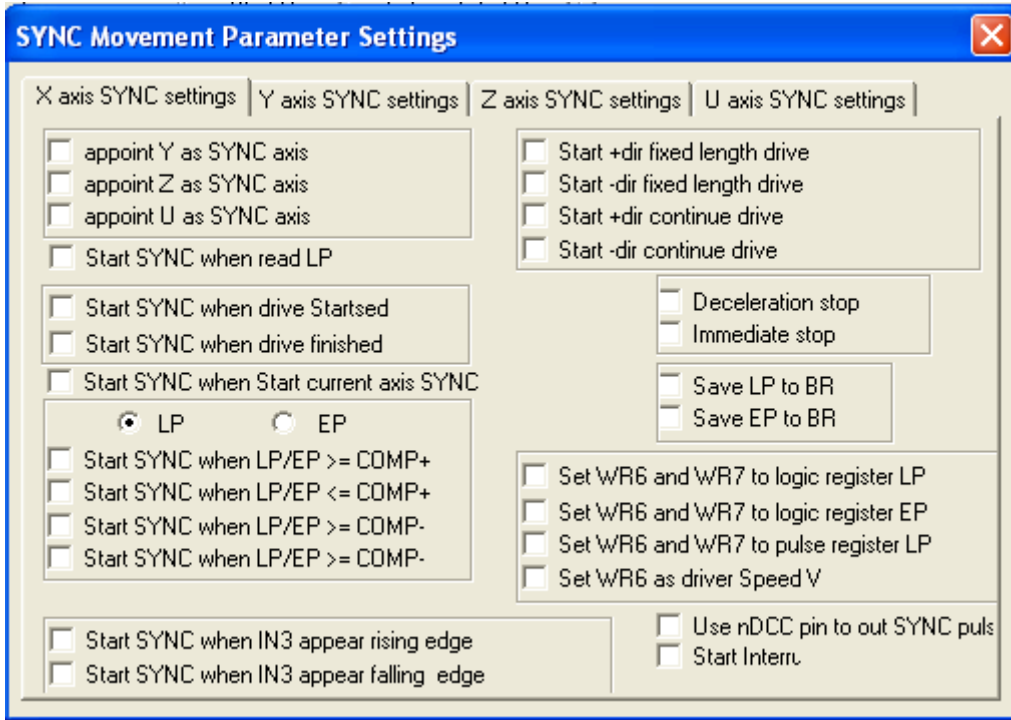 SYNC Movement Parameter Settings
X axis SYNC settings
Y axis SYNC settings
Z axis SYNC settings
U axis SYNC settings
appoint Y as SYNC axis
appoint Z as SYNC axis
appoint U as SYNC axis
Start SYNC when read LP
Start SYNC when drive Startsed
Start SYNC when drive finished
Start SYNC when Start current axis SYNC
LP
EP
Start SYNC when LP/EP >= COMP+
Start SYNC when LP/EP <= COMP+
Start SYNC when LP/EP >= COMP-
Start SYNC when LP/EP >= COMP-
Start SYNC when IN3 appear rising edge
Start SYNC when IN3 appear falling edge
Start +dir fixed length drive
Start -dir fixed length drive
Start +dir continue drive
Start -dir continue drive
Deceleration stop
Immediate stop
Save LP to BR
Save EP to BR
Set WR6 and WR7 to logic register LP
Set WR6 and WR7 to logic register EP
Set WR6 and WR7 to pulse register LP
Set WR6 as driver Speed V
Use nDCC pin to out SYNC puls
Start Interru